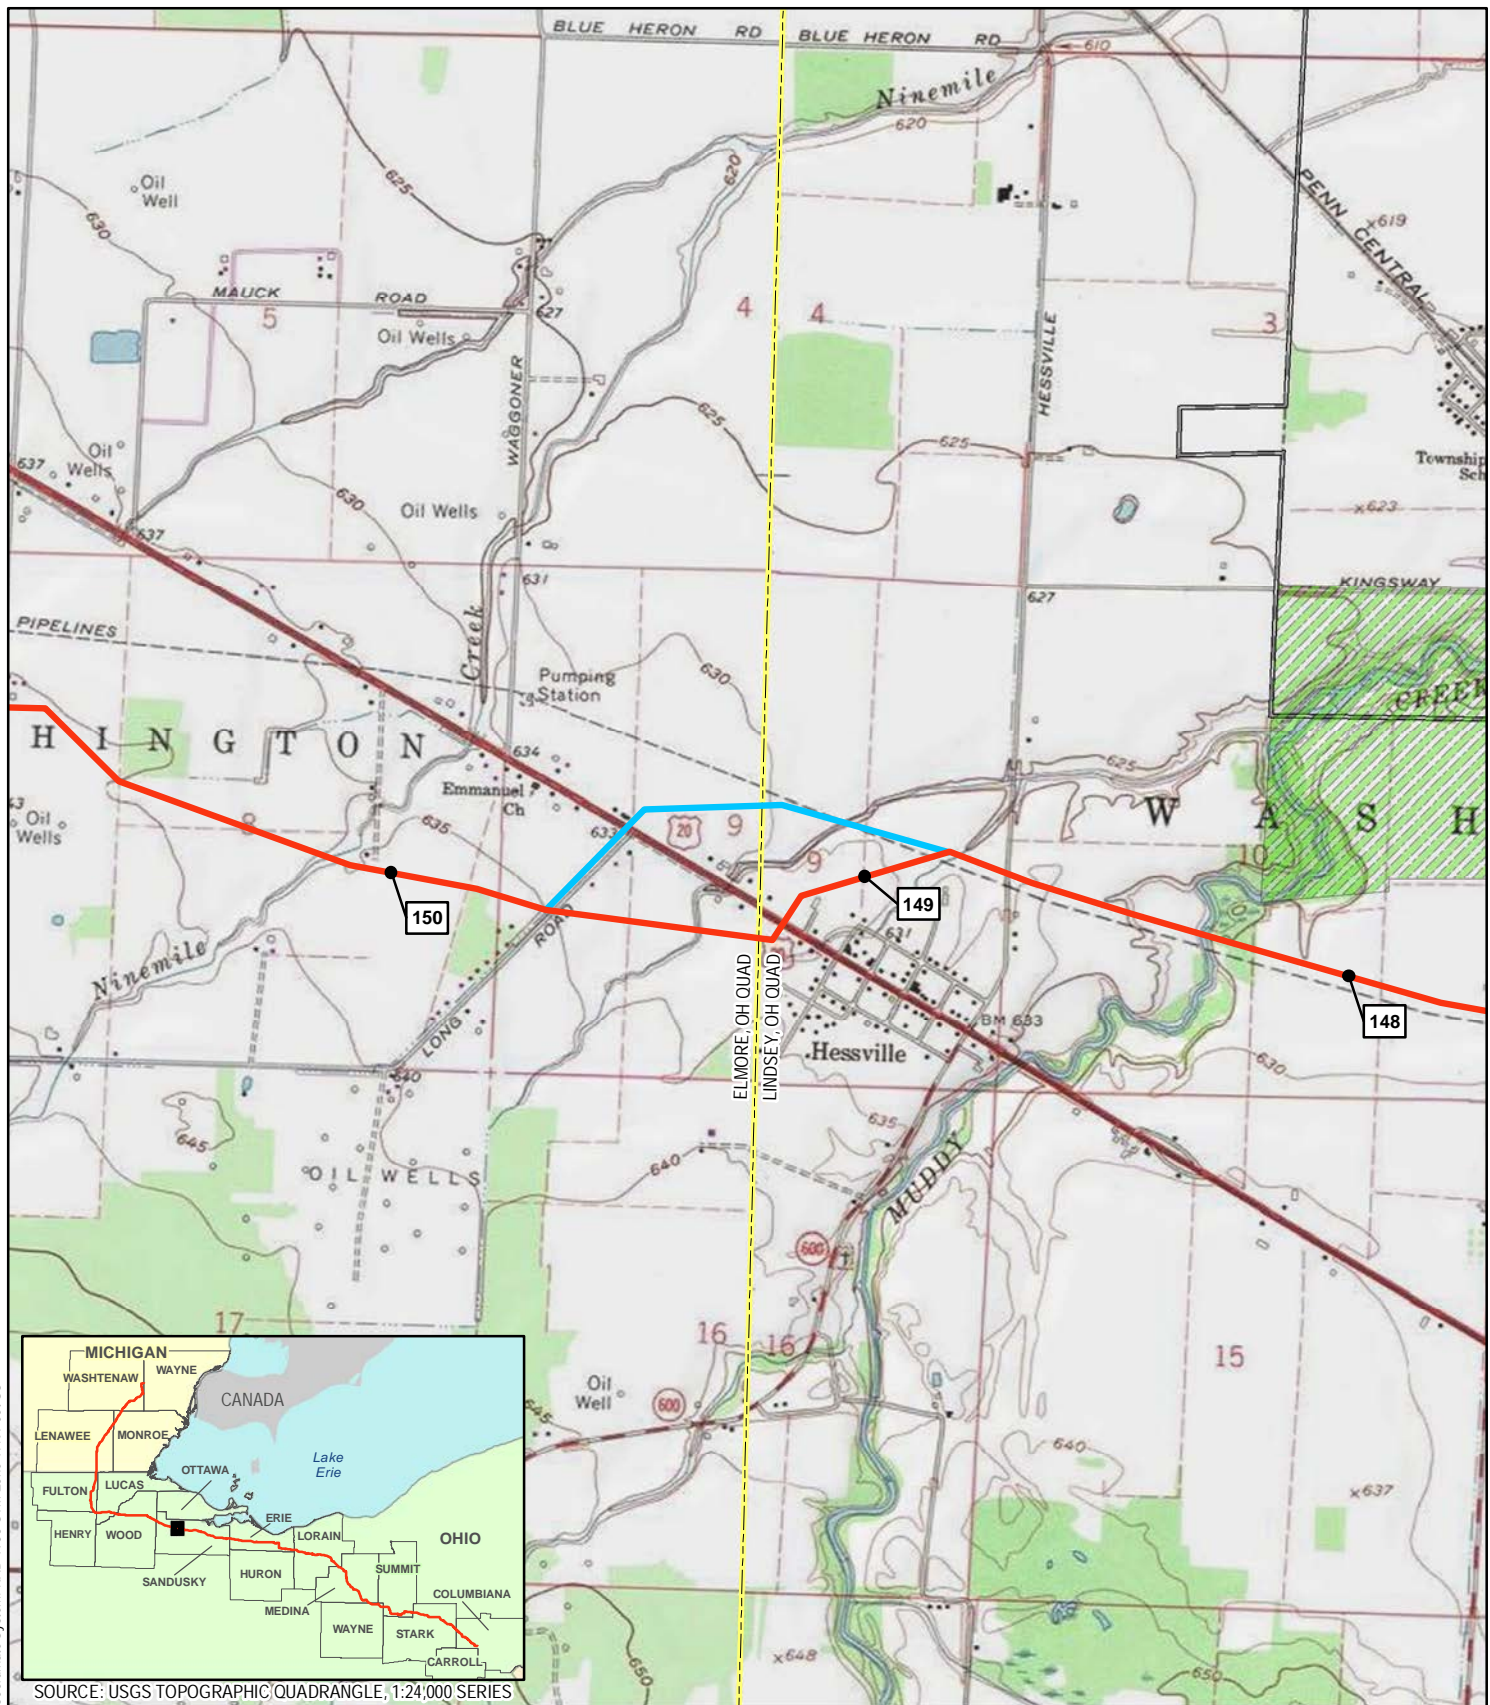 BLUE HERON RD
BLUE HERON RD
610
Ninemile
620
Oil
Well
625
620
630
PENN CENTRAL
x619
MAUCK ROAD
5
627
4
4
3
Oil Wells
HESSVILLE
WAGGONER
625
625
Oil
Wells
637
630
Township
Oil Wells
x623
637
631
KINGSWAY
627
PIPELINES
Creek
630
Pumping
Station
CREEK
H I N G T O N
634
625
Emmanuel
Ch
W A S H
Oil
Wells
8
635
633
20
9
9
10
150
149
631
ROAD
Ninemile
ELMORE, OH QUAD
LINDSEY, OH QUAD
148
LONG
BM 633
Hessville
640
630
645
635
640
OIL WELLS
MUDDY
600
17
16
16
15
Oil
Well
600
645
640
x637
x648
650
650
MICHIGAN
WASHTENAW
WAYNE
CANADA
LENAWEE
MONROE
Lake
Erie
OTTAWA
LUCAS
FULTON
ERIE
HENRY
WOOD
LORAIN
OHIO
SANDUSKY
HURON
SUMMIT
COLUMBIANA
MEDINA
WAYNE
STARK
CARROLL
SOURCE: USGS TOPOGRAPHIC QUADRANGLE, 1:24,000 SERIES